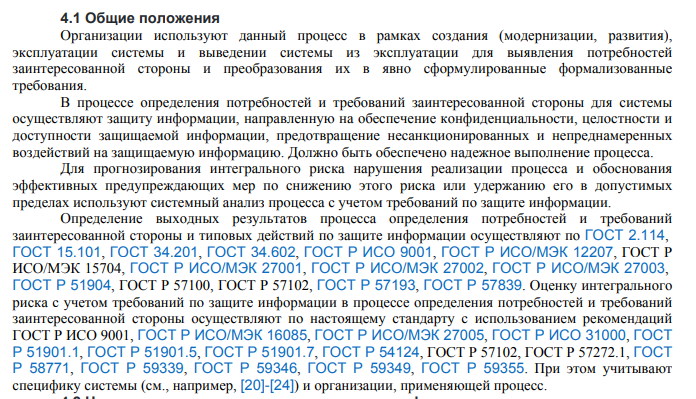 4.1 Общие положения
Организации используют данный процесс в рамках создания (модернизации, развития),
эксплуатации системы и выведении системы из эксплуатации для выявления потребностей
заинтересованной стороны и преобразования их в явно сформулированные формализованные
требования.
В процессе определения потребностей и требований заинтересованной стороны для системы
осуществляют защиту информации, направленную на обеспечение конфиденциальности, целостности и
доступности защищаемой информации, предотвращение несанкционированных и непреднамеренных
воздействий на защищаемую информацию. Должно быть обеспечено надежное выполнение процесса.
Для прогнозирования интегрального риска нарушения реализации процесса и обоснования
эффективных предупреждающих мер по снижению этого риска или удержанию его в допустимых
пределах используют системный анализ процесса с учетом требований по защите информации.
Определение выходных результатов процесса определения потребностей и требований
заинтересованной стороны и типовых действий по защите информации осуществляют по ГОСТ 2.114,
ГОСТ 15.101, ГОСТ 34.201, ГОСТ 34.602, ГОСТ Р ИСО 9001, ГОСТ Р ИСО/МЭК 12207, ГОСТ Р
ИСО/МЭК 15704, ГОСТ Р ИСО/МЭК 27001, ГОСТ Р ИСО/МЭК 27002, ГОСТ Р ИСО/МЭК 27003,
ГОСТ Р 51904, ГОСТ Р 57100, ГОСТ Р 57102, ГОСТ Р 57193, ГОСТ Р 57839. Оценку интегрального
риска с учетом требований по защите информации в процессе определения потребностей и требований
заинтересованной стороны осуществляют по настоящему стандарту с использованием рекомендаций
ГОСТ Р ИСО 9001, ГОСТ Р ИСО/МЭК 16085, ГОСТ Р ИСО/МЭК 27005, ГОСТ Р ИСО 31000, ГОСТ
Р 51901.1, ГОСТ Р 51901.5, ГОСТ Р 51901.7, ГОСТ Р 54124, ГОСТ Р 57102, ГОСТ Р 57272.1, ГОСТ
Р 58771, ГОСТ Р 59339, ГОСТ Р 59346, ГОСТ Р 59349, ГОСТ Р 59355. При этом учитывают
специфику системы (см., например, [20]-[24]) и организации, применяющей процесс.